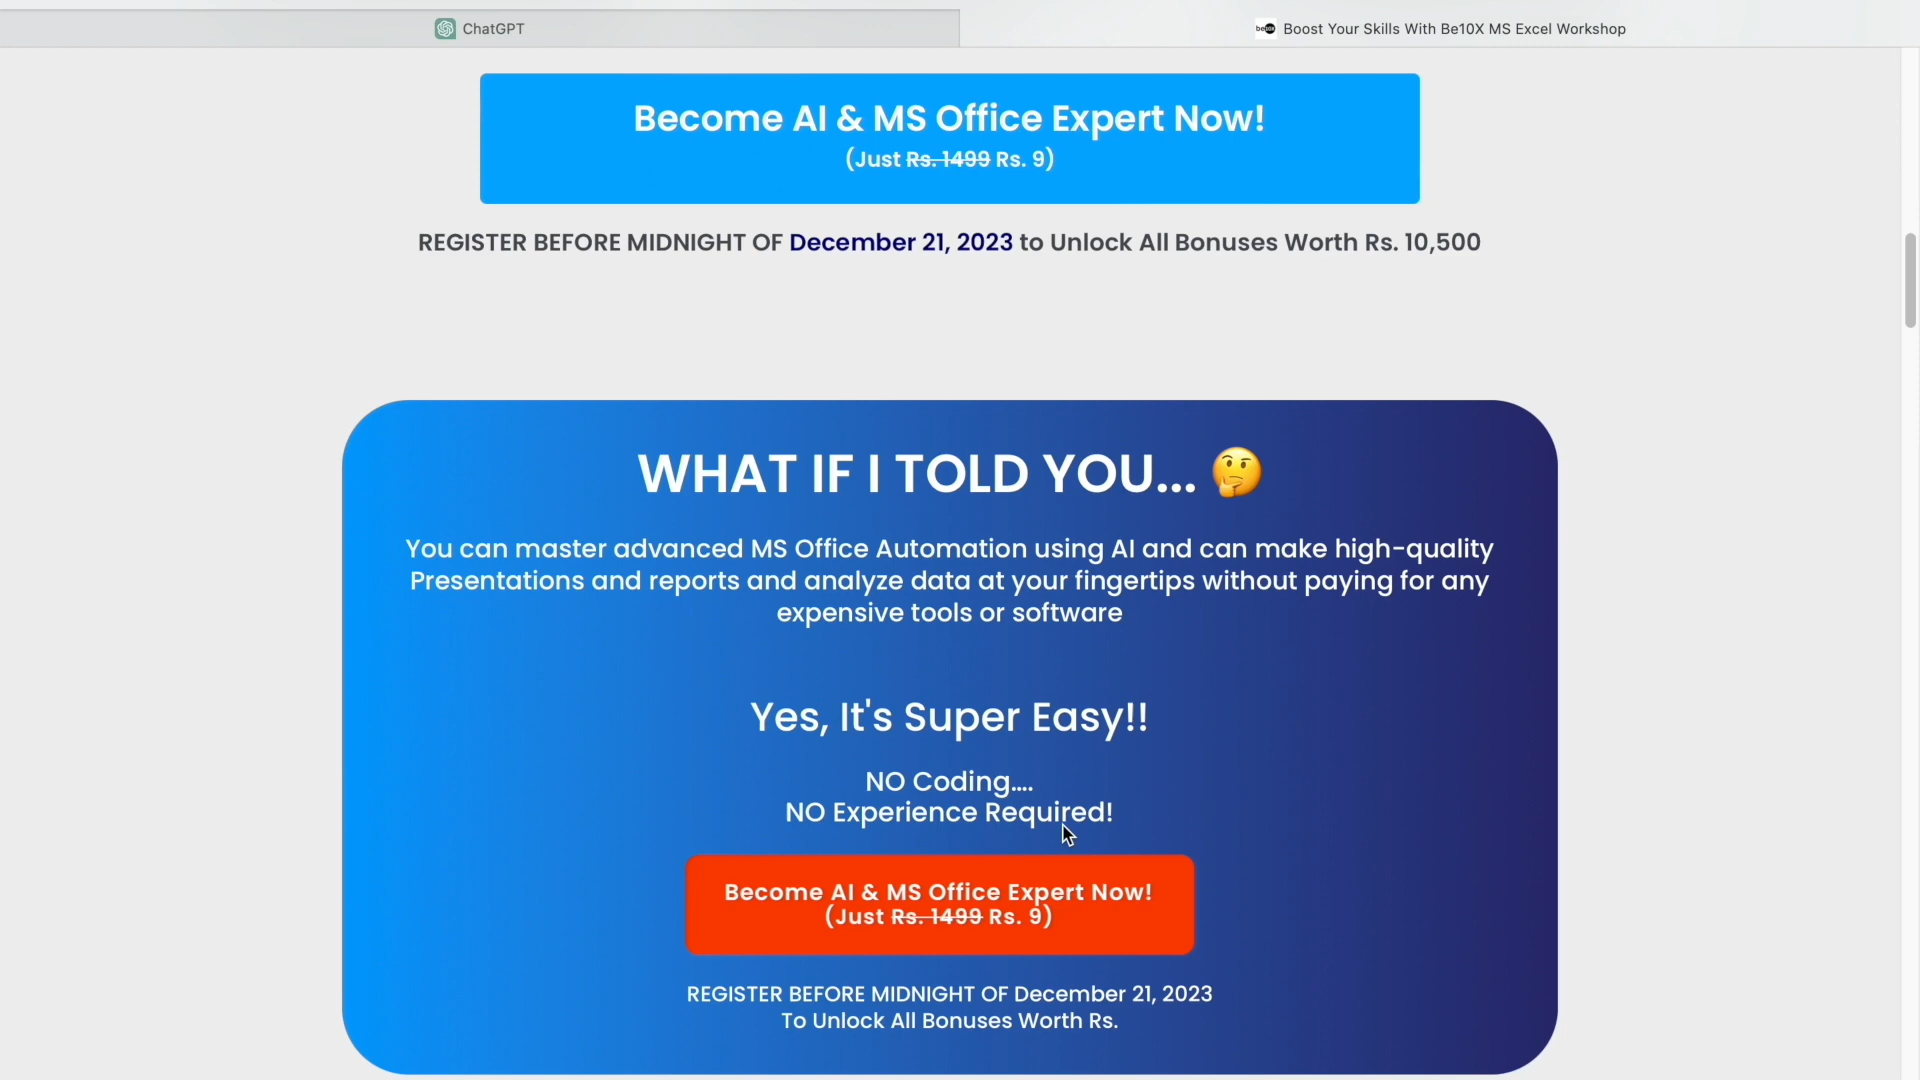 ChatGPT
be10x Boost Your Skills With Be10X MS Excel Workshop
Become AI & MS Office Expert Now!
(Just Rs. 1499 Rs. 9)
REGISTER BEFORE MIDNIGHT OF December 21, 2023 to Unlock All Bonuses Worth Rs. 10,500
WHAT IF I TOLD YOU... 🤔
You can master advanced MS Office Automation using AI and can make high-quality
Presentations and reports and analyze data at your fingertips without paying for any
expensive tools or software
Yes, It's Super Easy!!
NO Coding....
NO Experience Required!
Become AI & MS Office Expert Now!
(Just Rs. 1499 Rs. 9)
REGISTER BEFORE MIDNIGHT OF December 21, 2023
To Unlock All Bonuses Worth Rs.